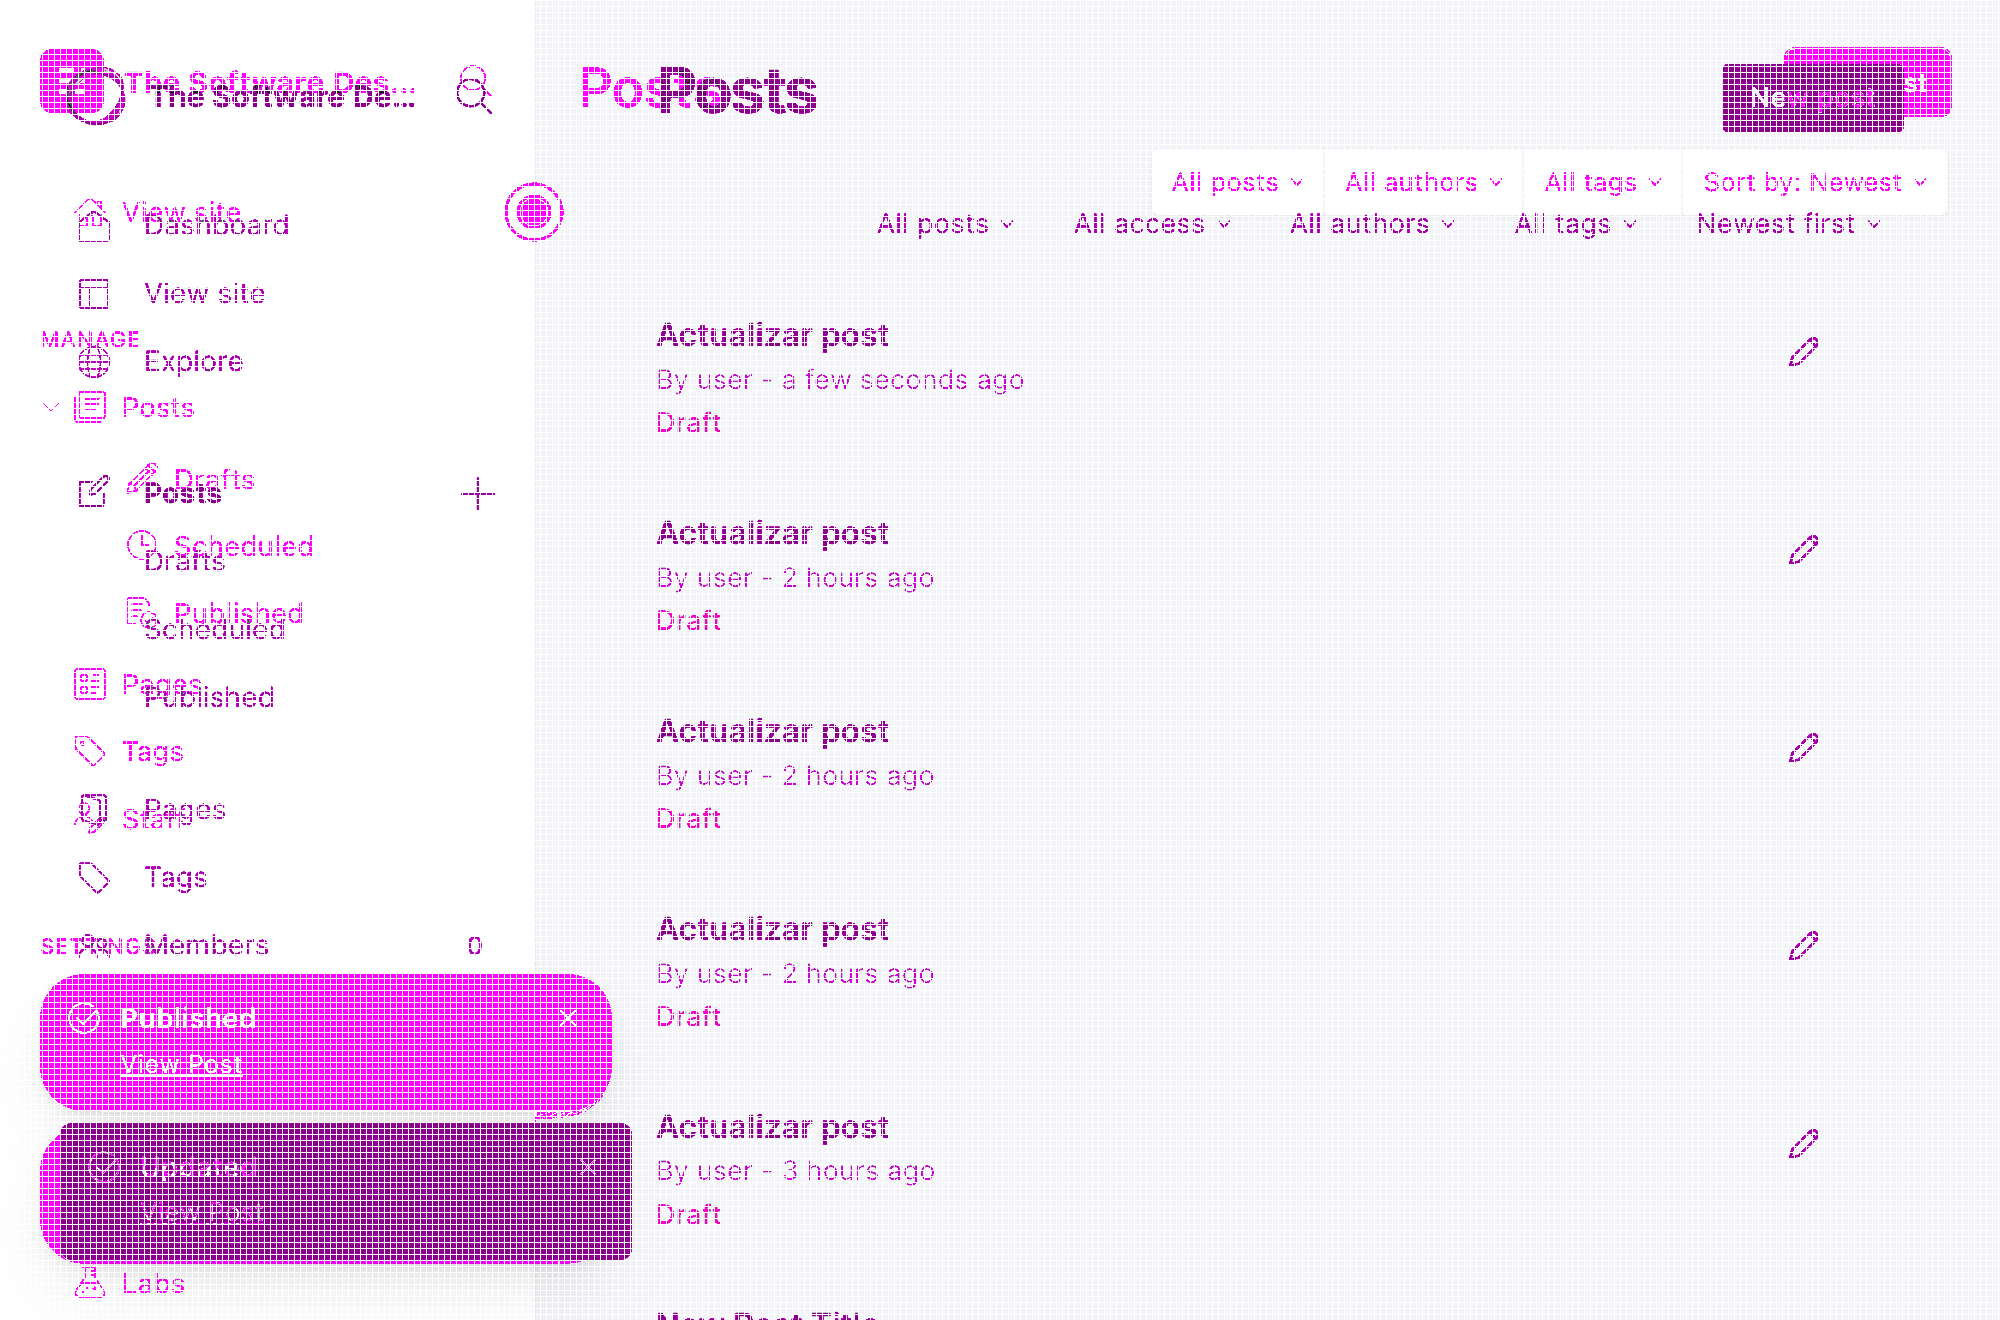 The Software Des...
The Software De...
Posts
Posts
New post
st
View site
Dashboard
All posts
All authors
All tags
Sort by: Newest
All posts
All access
All authors
All tags
Newest first
View site
MANAGE
Explore
Posts
Drafts
Posts
Scheduled
Drafts
Published
Scheduled
Pages
Published
Tags
Pages
Staff
Tags
SETTINGS
Members
0
Published
View Post
Updated
View Post
Labs
Actualizar post
By user - a few seconds ago
Draft
Actualizar post
By user - 2 hours ago
Draft
Actualizar post
By user - 2 hours ago
Draft
Actualizar post
By user - 2 hours ago
Draft
Actualizar post
By user - 3 hours ago
Draft
New Post Title